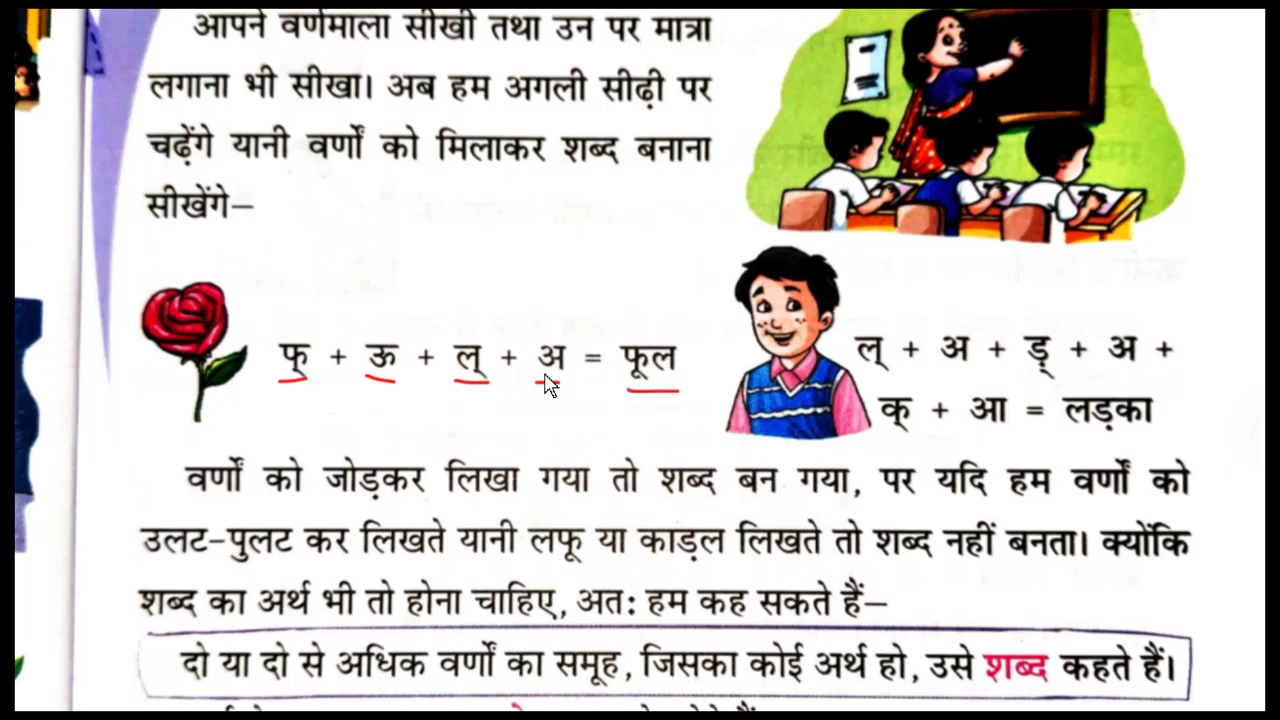 आपने वर्णमाला सीखी तथा उन पर मात्रा
लगाना भी सीखा। अब हम अगली सीढ़ी पर
चढ़ेंगे यानी वर्णों को मिलाकर शब्द बनाना
सीखेंगे–
फ् + ऊ + ल् + अ = फूल
ल् + अ + ड़् + अ +
क् + आ = लड़का
वर्णों को जोड़कर लिखा गया तो शब्द बन गया, पर यदि हम वर्णों को
उलट-पुलट कर लिखते यानी लफू या काड़ल लिखते तो शब्द नहीं बनता। क्योंकि
शब्द का अर्थ भी तो होना चाहिए, अतः हम कह सकते हैं–
दो या दो से अधिक वर्णों का समूह, जिसका कोई अर्थ हो, उसे शब्द कहते हैं।